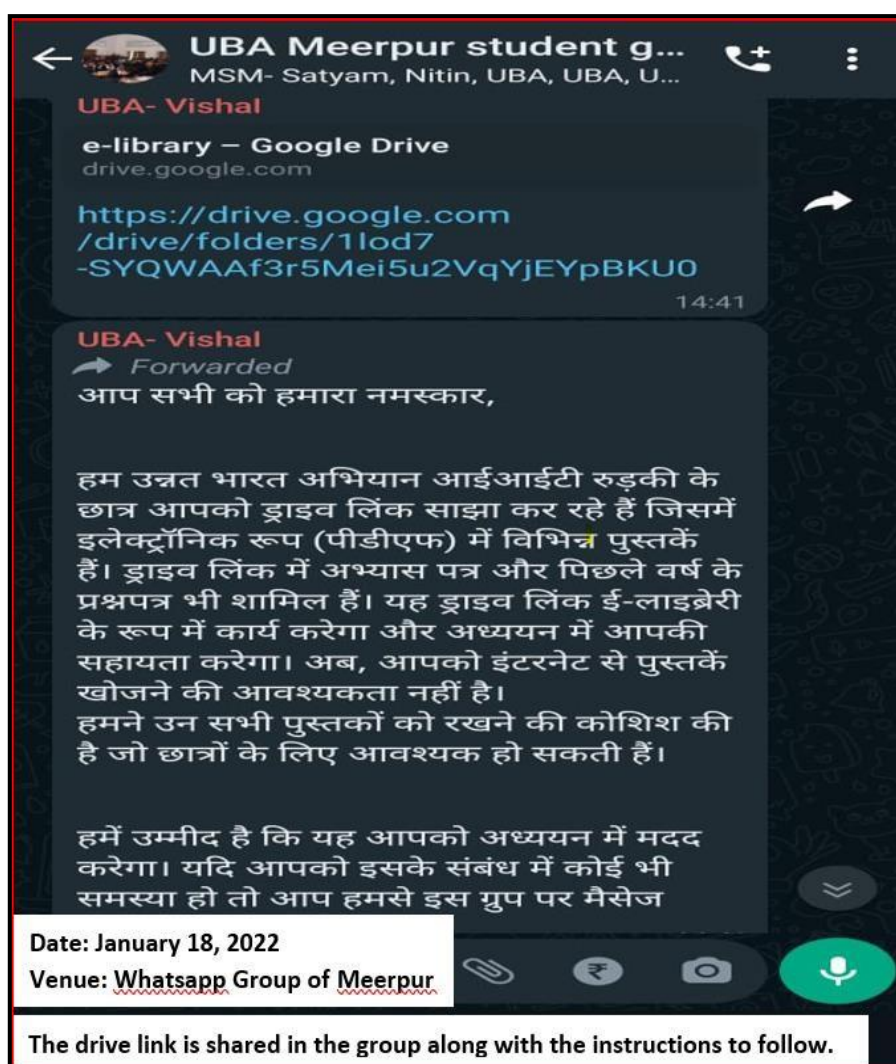 UBA Meerpur student g...
MSM- Satyam, Nitin, UBA, UBA, U...
UBA- Vishal
e-library – Google Drive
drive.google.com
https://drive.google.com
/drive/folders/1lod7
-SYQWAAf3r5Mei5u2VqYjEYpBKU0
14:41
UBA- Vishal
Forwarded
आप सभी को हमारा नमस्कार,
हम उन्नत भारत अभियान आईआईटी रुड़की के
छात्र आपको ड्राइव लिंक साझा कर रहे हैं जिसमें
इलेक्ट्रॉनिक रूप (पीडीएफ) में विभिन्न पुस्तकें
हैं। ड्राइव लिंक में अभ्यास पत्र और पिछले वर्ष के
प्रश्नपत्र भी शामिल हैं। यह ड्राइव लिंक ई-लाइब्रेरी
के रूप में कार्य करेगा और अध्ययन में आपकी
सहायता करेगा। अब, आपको इंटरनेट से पुस्तकें
खोजने की आवश्यकता नहीं है।
हमने उन सभी पुस्तकों को रखने की कोशिश की
है जो छात्रों के लिए आवश्यक हो सकती हैं।
हमें उम्मीद है कि यह आपको अध्ययन में मदद
करेगा। यदि आपको इसके संबंध में कोई भी
समस्या हो तो आप हमसे इस ग्रुप पर मैसेज
Date: January 18, 2022
Venue: Whatsapp Group of Meerpur
The drive link is shared in the group along with the instructions to follow.